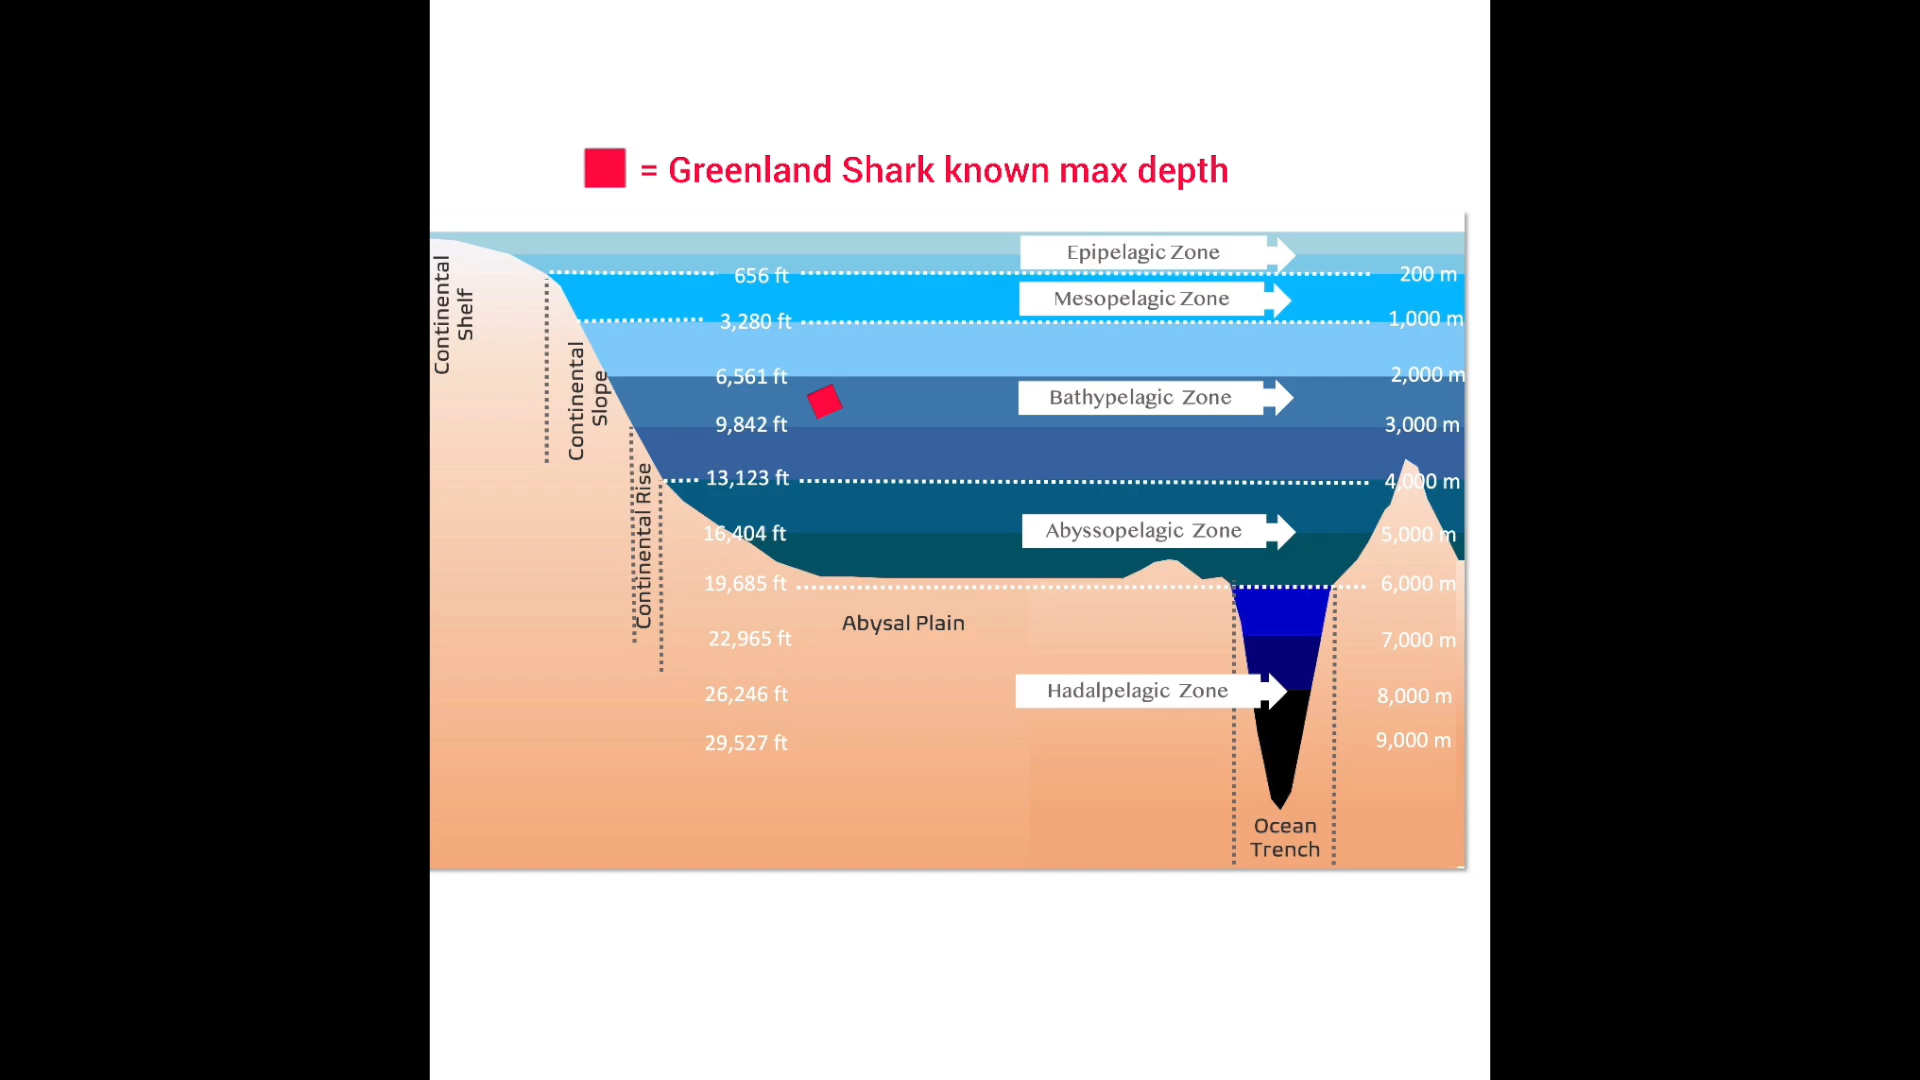 = Greenland Shark known max depth
Epipelagic Zone
656 ft
200 m
Mesopelagic Zone
3,280 ft
1,000 m
6,561 ft
2,000 m
Bathypelagic Zone
9,842 ft
3,000 m
13,123 ft
4,000 m
16,404 ft
Abyssopelagic Zone
5,000 m
19,685 ft
6,000 m
22,965 ft
7,000 m
26,246 ft
Hadalpelagic Zone
8,000 m
29,527 ft
9,000 m
Continental
Shelf
Continental
Slope
Continental Rise
Abysal Plain
Ocean
Trench